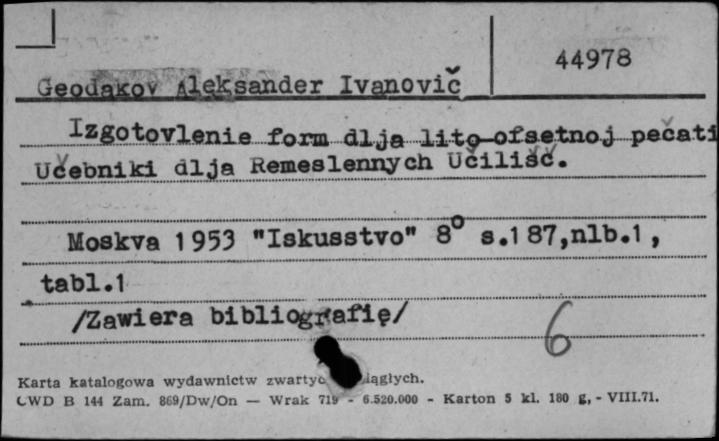 44978
Geodakov Aleksander Ivanovič
Izgotovlenie form dlja lito-ofsetnoj pečati
Učebniki dlja Remeslennych Učilišč.
Moskva 1953 "Iskusstvo" 8° s.187,nlb.1,
tabl.1
/Zawiera bibliografię/
6
Karta katalogowa wydawnictw
CWD B 144 Zam. 869/Dw/On — Wrak 719 - 6.520.000 - Karton 5 kl. 180 g, - VIII.71.